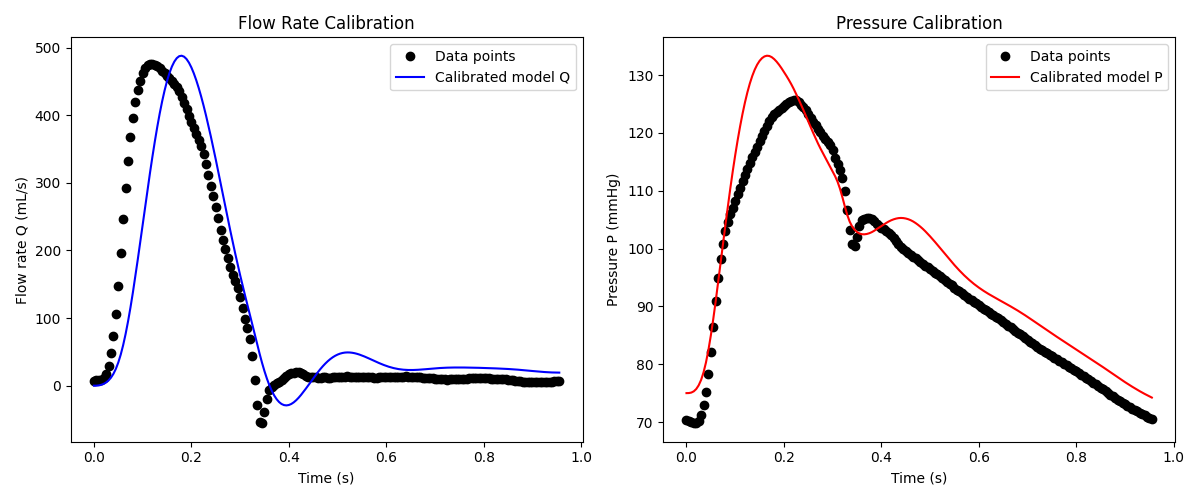 Flow Rate Calibration
Flow rate Q (mL/s)
500
400
300
200
100
0
0.0 0.2 0.4 0.6 0.8 1.0
Time (s)
Data points
Calibrated model Q
Pressure Calibration
Pressure P (mmHg)
130
120
110
100
90
80
70
0.0 0.2 0.4 0.6 0.8 1.0
Time (s)
Data points
Calibrated model P